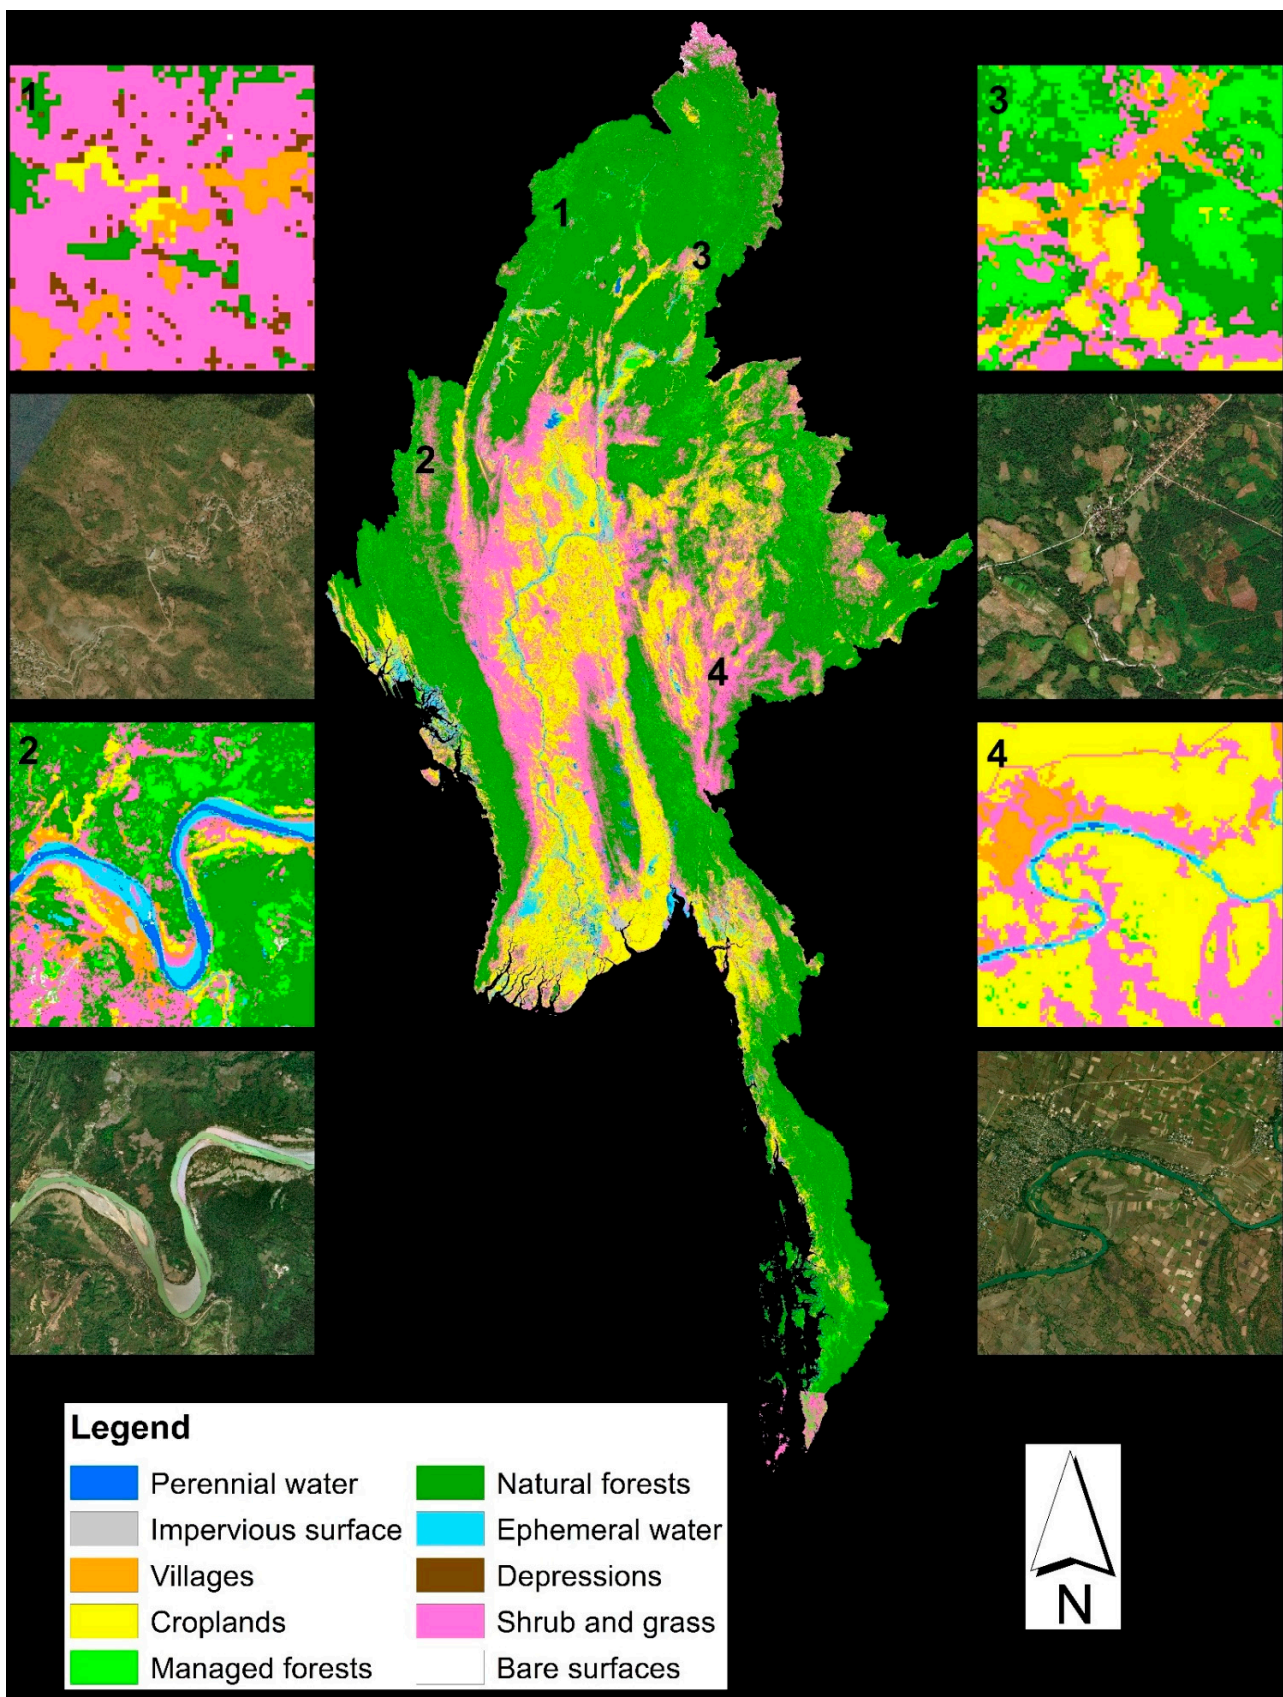 1
3
1
3
2
4
2
4
Legend
Perennial water
Natural forests
Impervious surface
Ephemeral water
Villages
Depressions
Croplands
Shrub and grass
Managed forests
Bare surfaces
N